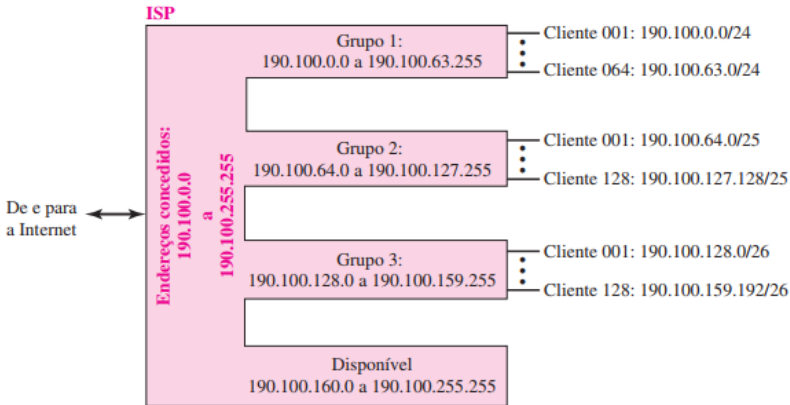 ISP
Grupo 1:
190.100.0.0 a 190.100.63.255
Cliente 001: 190.100.0.0/24
Cliente 064: 190.100.63.0/24
Endereços concedidos:
190.100.0.0
a
190.100.255.255
Grupo 2:
190.100.64.0 a 190.100.127.255
Cliente 001: 190.100.64.0/25
Cliente 128: 190.100.127.128/25
De e para
a Internet
Grupo 3:
190.100.128.0 a 190.100.159.255
Cliente 001: 190.100.128.0/26
Cliente 128: 190.100.159.192/26
Disponível
190.100.160.0 a 190.100.255.255